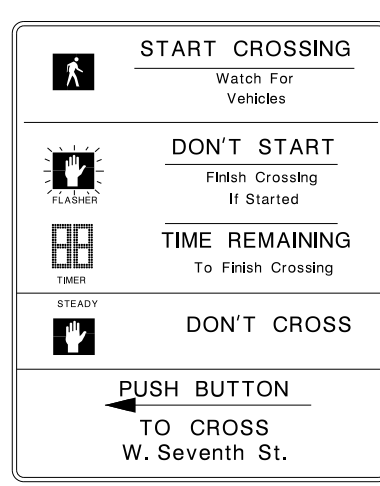 START CROSSING
Watch For
Vehicles
DON'T START
Finish Crossing
If Started
FLASHER
TIME REMAINING
To Finish Crossing
TIMER
STEADY
DON'T CROSS
PUSH BUTTON
TO CROSS
W. Seventh St.